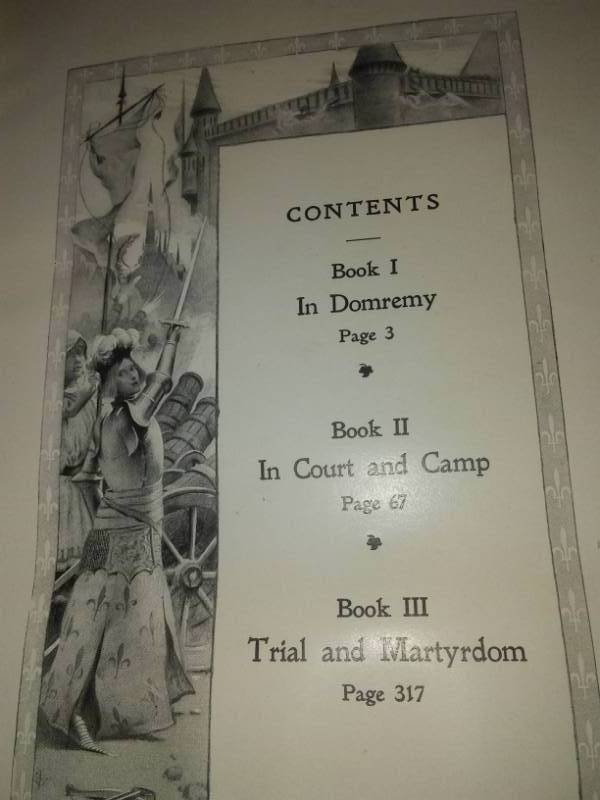 CONTENTS
Book I
In Domremy
Page 3
Book II
In Court and Camp
Page 67
Book III
Trial and Martyrdom
Page 317